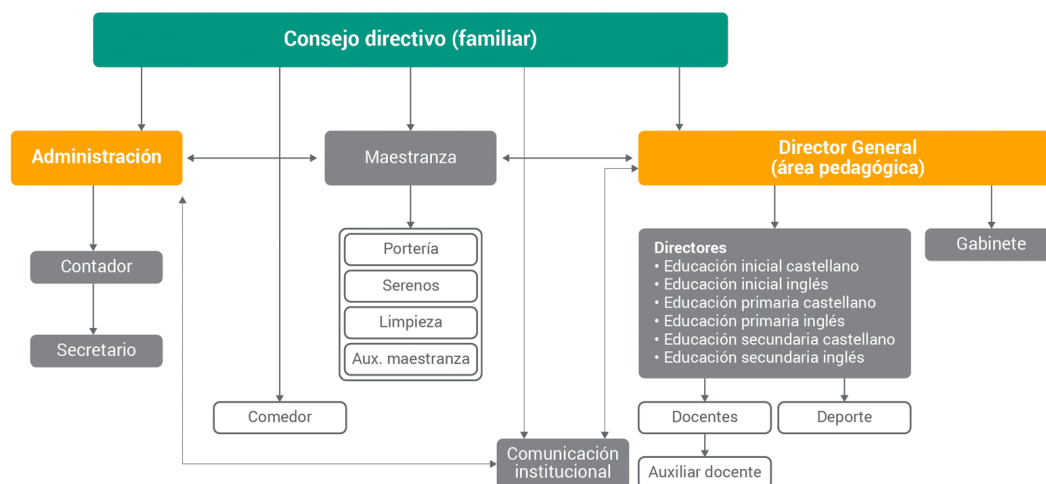 Consejo directivo (familiar)
Administración
Maestranza
Director General
(área pedagógica)
Contador
Secretario
Portería
Serenos
Limpieza
Aux. maestranza
Directores
• Educación inicial castellano
• Educación inicial inglés
• Educación primaria castellano
• Educación primaria inglés
• Educación secundaria castellano
• Educación secundaria inglés
Gabinete
Comedor
Docentes
Deporte
Comunicación
institucional
Auxiliar docente